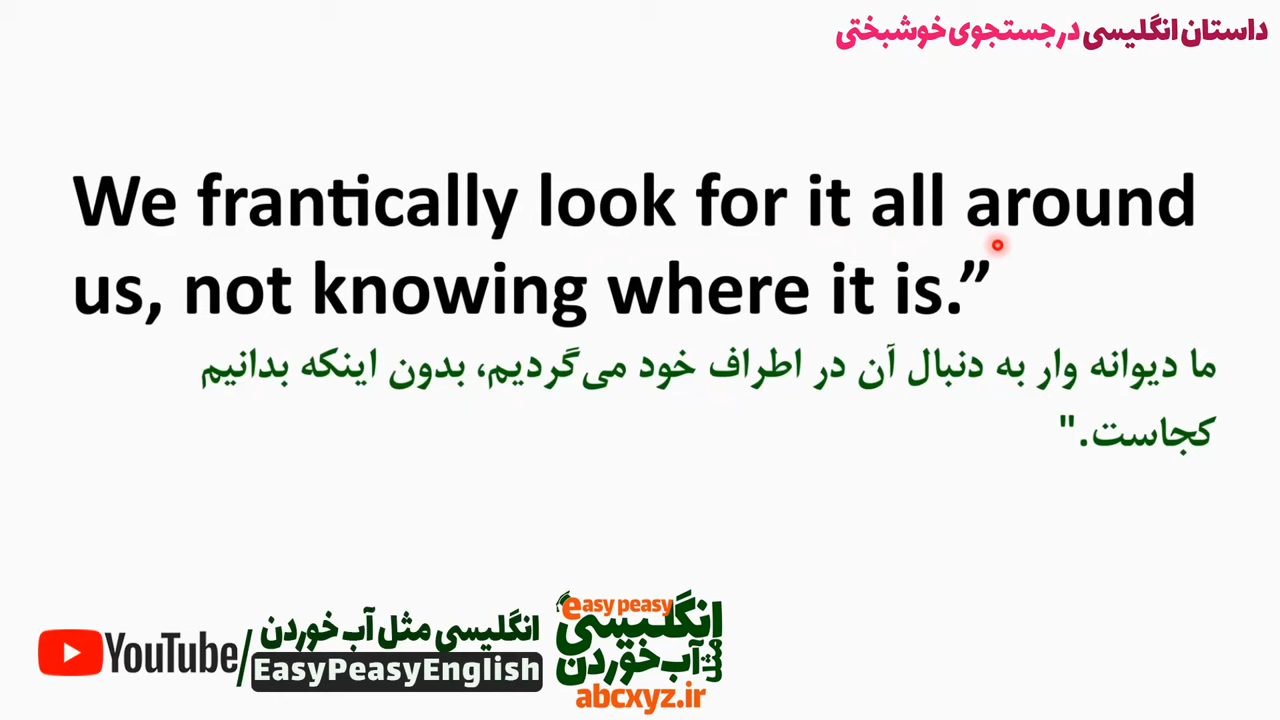 داستان انگلیسی در جستجوی خوشبختی
We frantically look for it all around
us, not knowing where it is.”
ما دیوانه وار به دنبال آن در اطراف خود می‌گردیم، بدون اینکه بدانیم
کجاست."
YouTube/انگلیسی مثل آب خوردن
EasyPeasyEnglish
easy peasy
انگلیسی
مثل
آب خوردن
abcxyz.ir